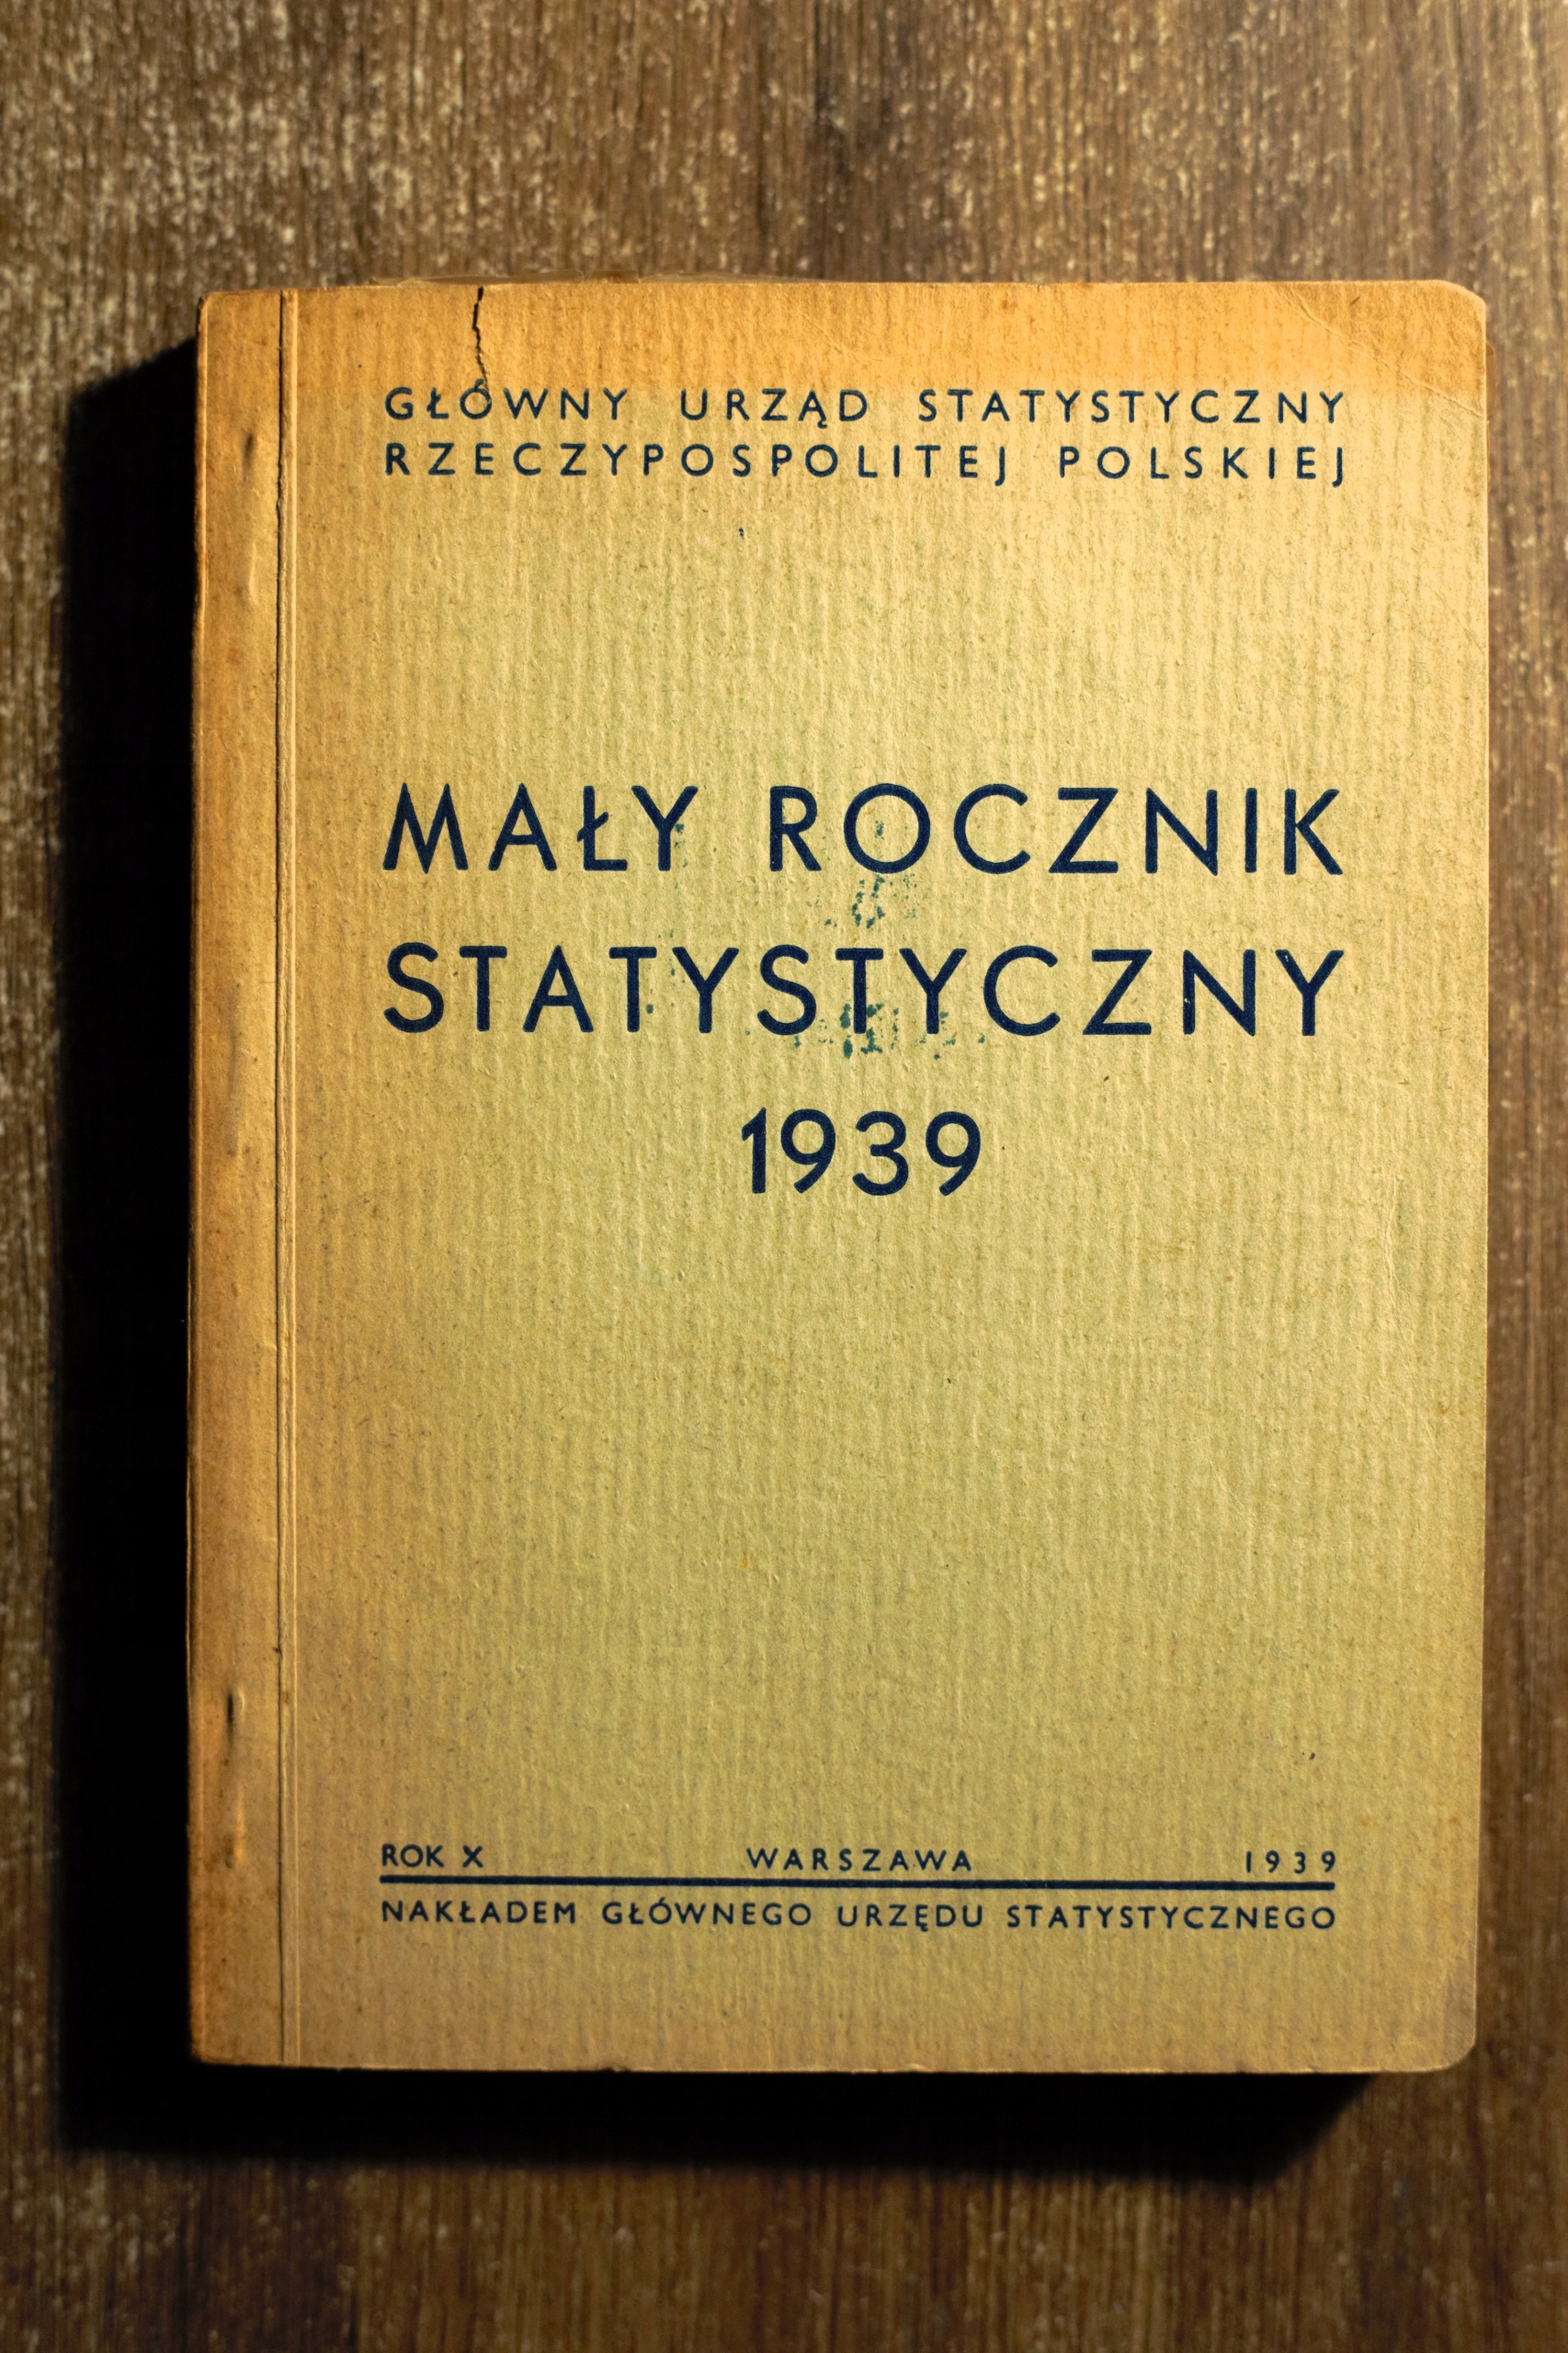 GŁÓWNY URZĄD STATYSTYCZNY
RZECZYPOSPOLITEJ POLSKIEJ
MAŁY ROCZNIK
STATYSTYCZNY
1939
ROK X WARSZAWA 1939
NAKŁADEM GŁÓWNEGO URZĘDU STATYSTYCZNEGO